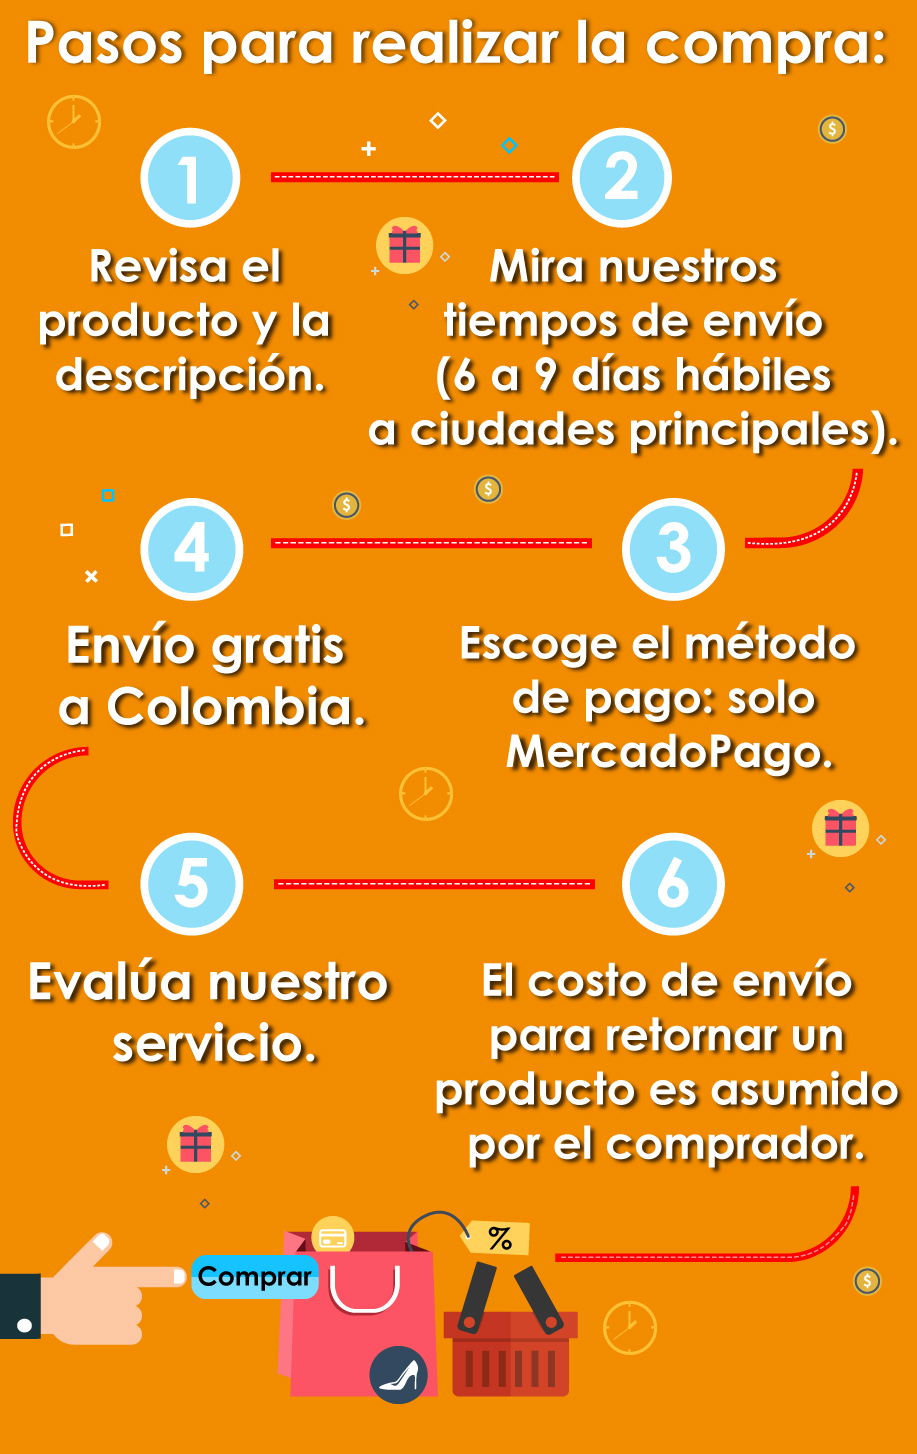 Pasos para realizar la compra:
1
Revisa el
producto y la
descripción.
2
Mira nuestros
tiempos de envío
(6 a 9 días hábiles
a ciudades principales).
3
Escoge el método
de pago: solo
MercadoPago.
4
Envío gratis
a Colombia.
5
Evalúa nuestro
servicio.
6
El costo de envío
para retornar un
producto es asumido
por el comprador.
%
Comprar
$
$
$
$